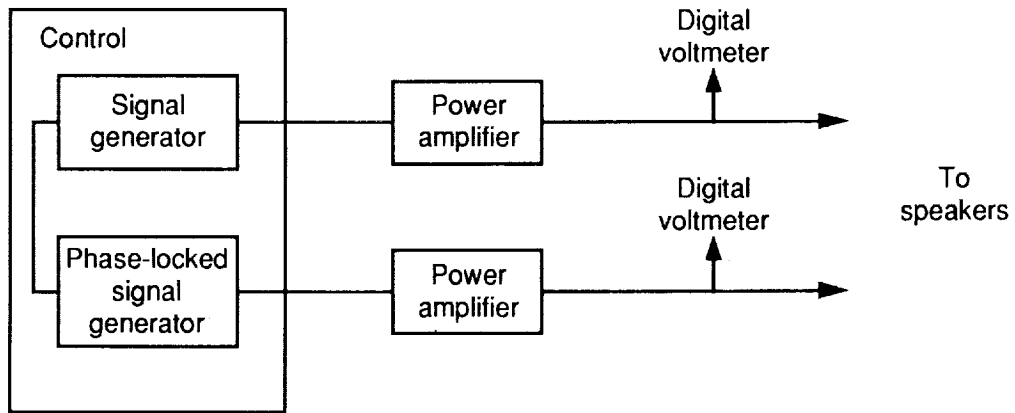 Control
Signal
generator
Power
amplifier
Digital
voltmeter
Phase-locked
signal
generator
Power
amplifier
Digital
voltmeter
To
speakers